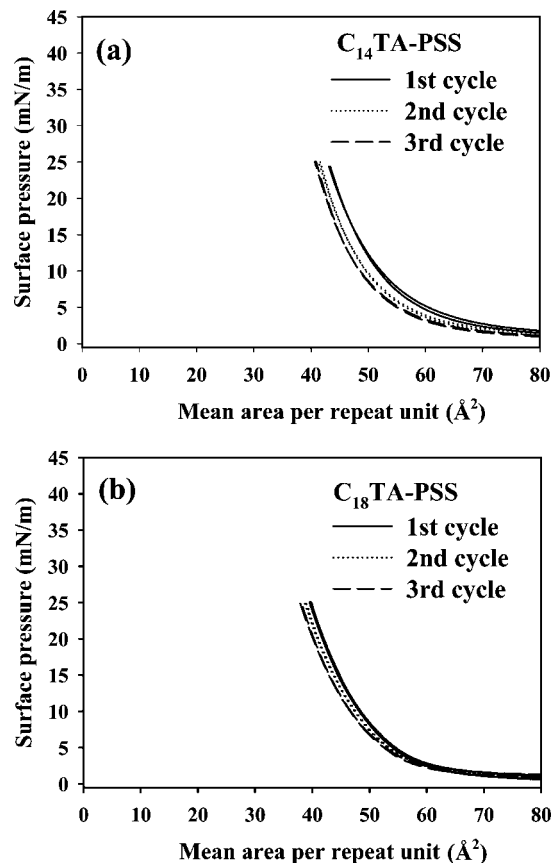 (a)
C₁₄TA-PSS
1st cycle
2nd cycle
3rd cycle
Surface pressure (mN/m)
45
40
35
30
25
20
15
10
5
0
0 10 20 30 40 50 60 70 80
Mean area per repeat unit (Å²)
(b)
C₁₈TA-PSS
1st cycle
2nd cycle
3rd cycle
Surface pressure (mN/m)
45
40
35
30
25
20
15
10
5
0
0 10 20 30 40 50 60 70 80
Mean area per repeat unit (Å²)